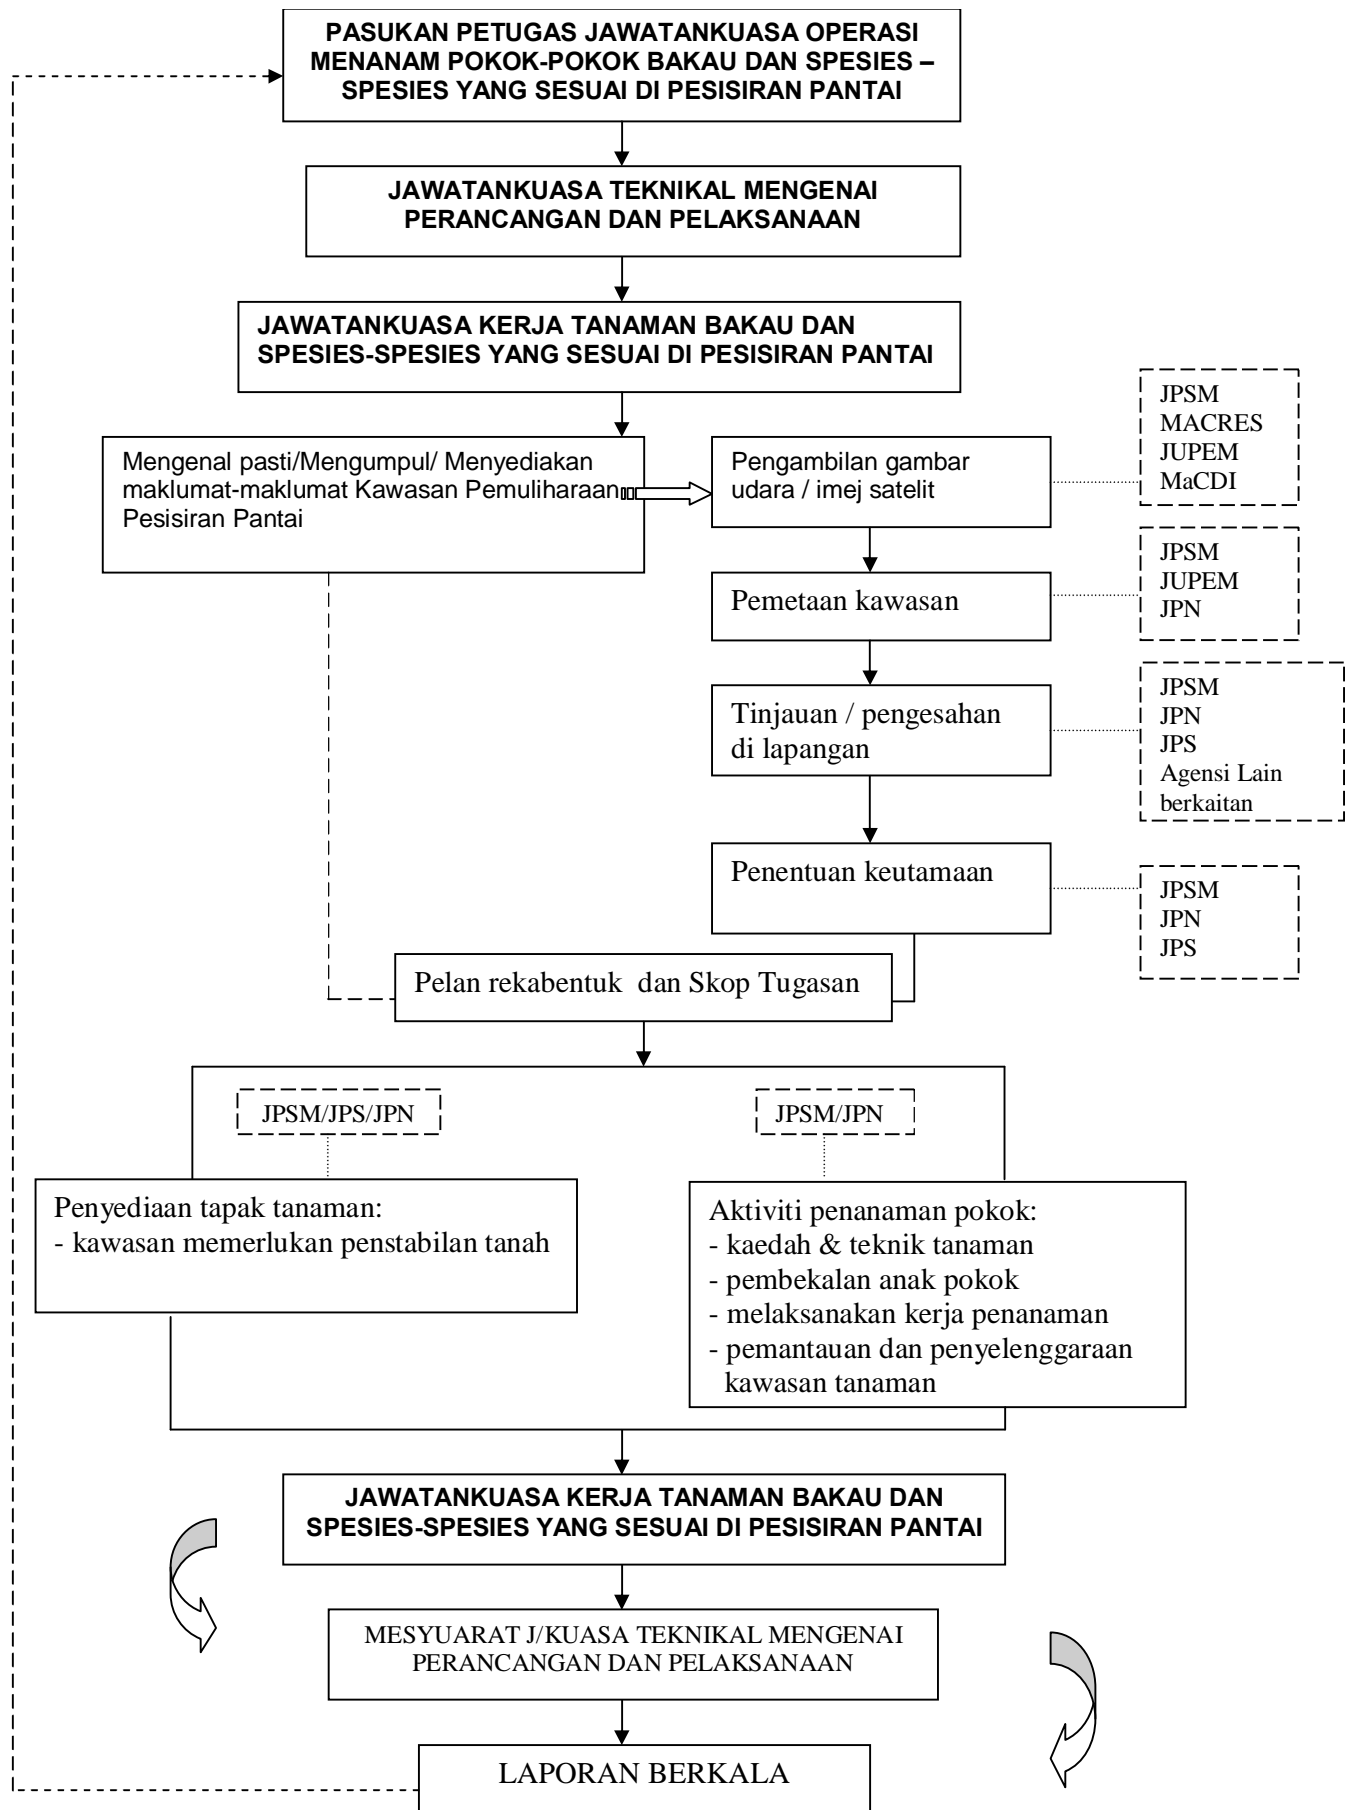 PASUKAN PETUGAS JAWATANKUASA OPERASI
MENANAM POKOK-POKOK BAKAU DAN SPESIES –
SPESIES YANG SESUAI DI PESISIRAN PANTAI
JAWATANKUASA TEKNIKAL MENGENAI
PERANCANGAN DAN PELAKSANAAN
JAWATANKUASA KERJA TANAMAN BAKAU DAN
SPESIES-SPESIES YANG SESUAI DI PESISIRAN PANTAI
Mengenal pasti/Mengumpul/ Menyediakan
maklumat-maklumat Kawasan Pemuliharaan
Pesisiran Pantai
Pengambilan gambar
udara / imej satelit
JPSM
MACRES
JUPEM
MaCDI
Pemetaan kawasan
JPSM
JUPEM
JPN
Tinjauan / pengesahan
di lapangan
JPSM
JPN
JPS
Agensi Lain
berkaitan
Penentuan keutamaan
JPSM
JPN
JPS
Pelan rekabentuk  dan Skop Tugasan
JPSM/JPS/JPN
Penyediaan tapak tanaman:
- kawasan memerlukan penstabilan tanah
JPSM/JPN
Aktiviti penanaman pokok:
- kaedah & teknik tanaman
- pembekalan anak pokok
- melaksanakan kerja penanaman
- pemantauan dan penyelenggaraan
kawasan tanaman
JAWATANKUASA KERJA TANAMAN BAKAU DAN
SPESIES-SPESIES YANG SESUAI DI PESISIRAN PANTAI
MESYUARAT J/KUASA TEKNIKAL MENGENAI
PERANCANGAN DAN PELAKSANAAN
LAPORAN BERKALA